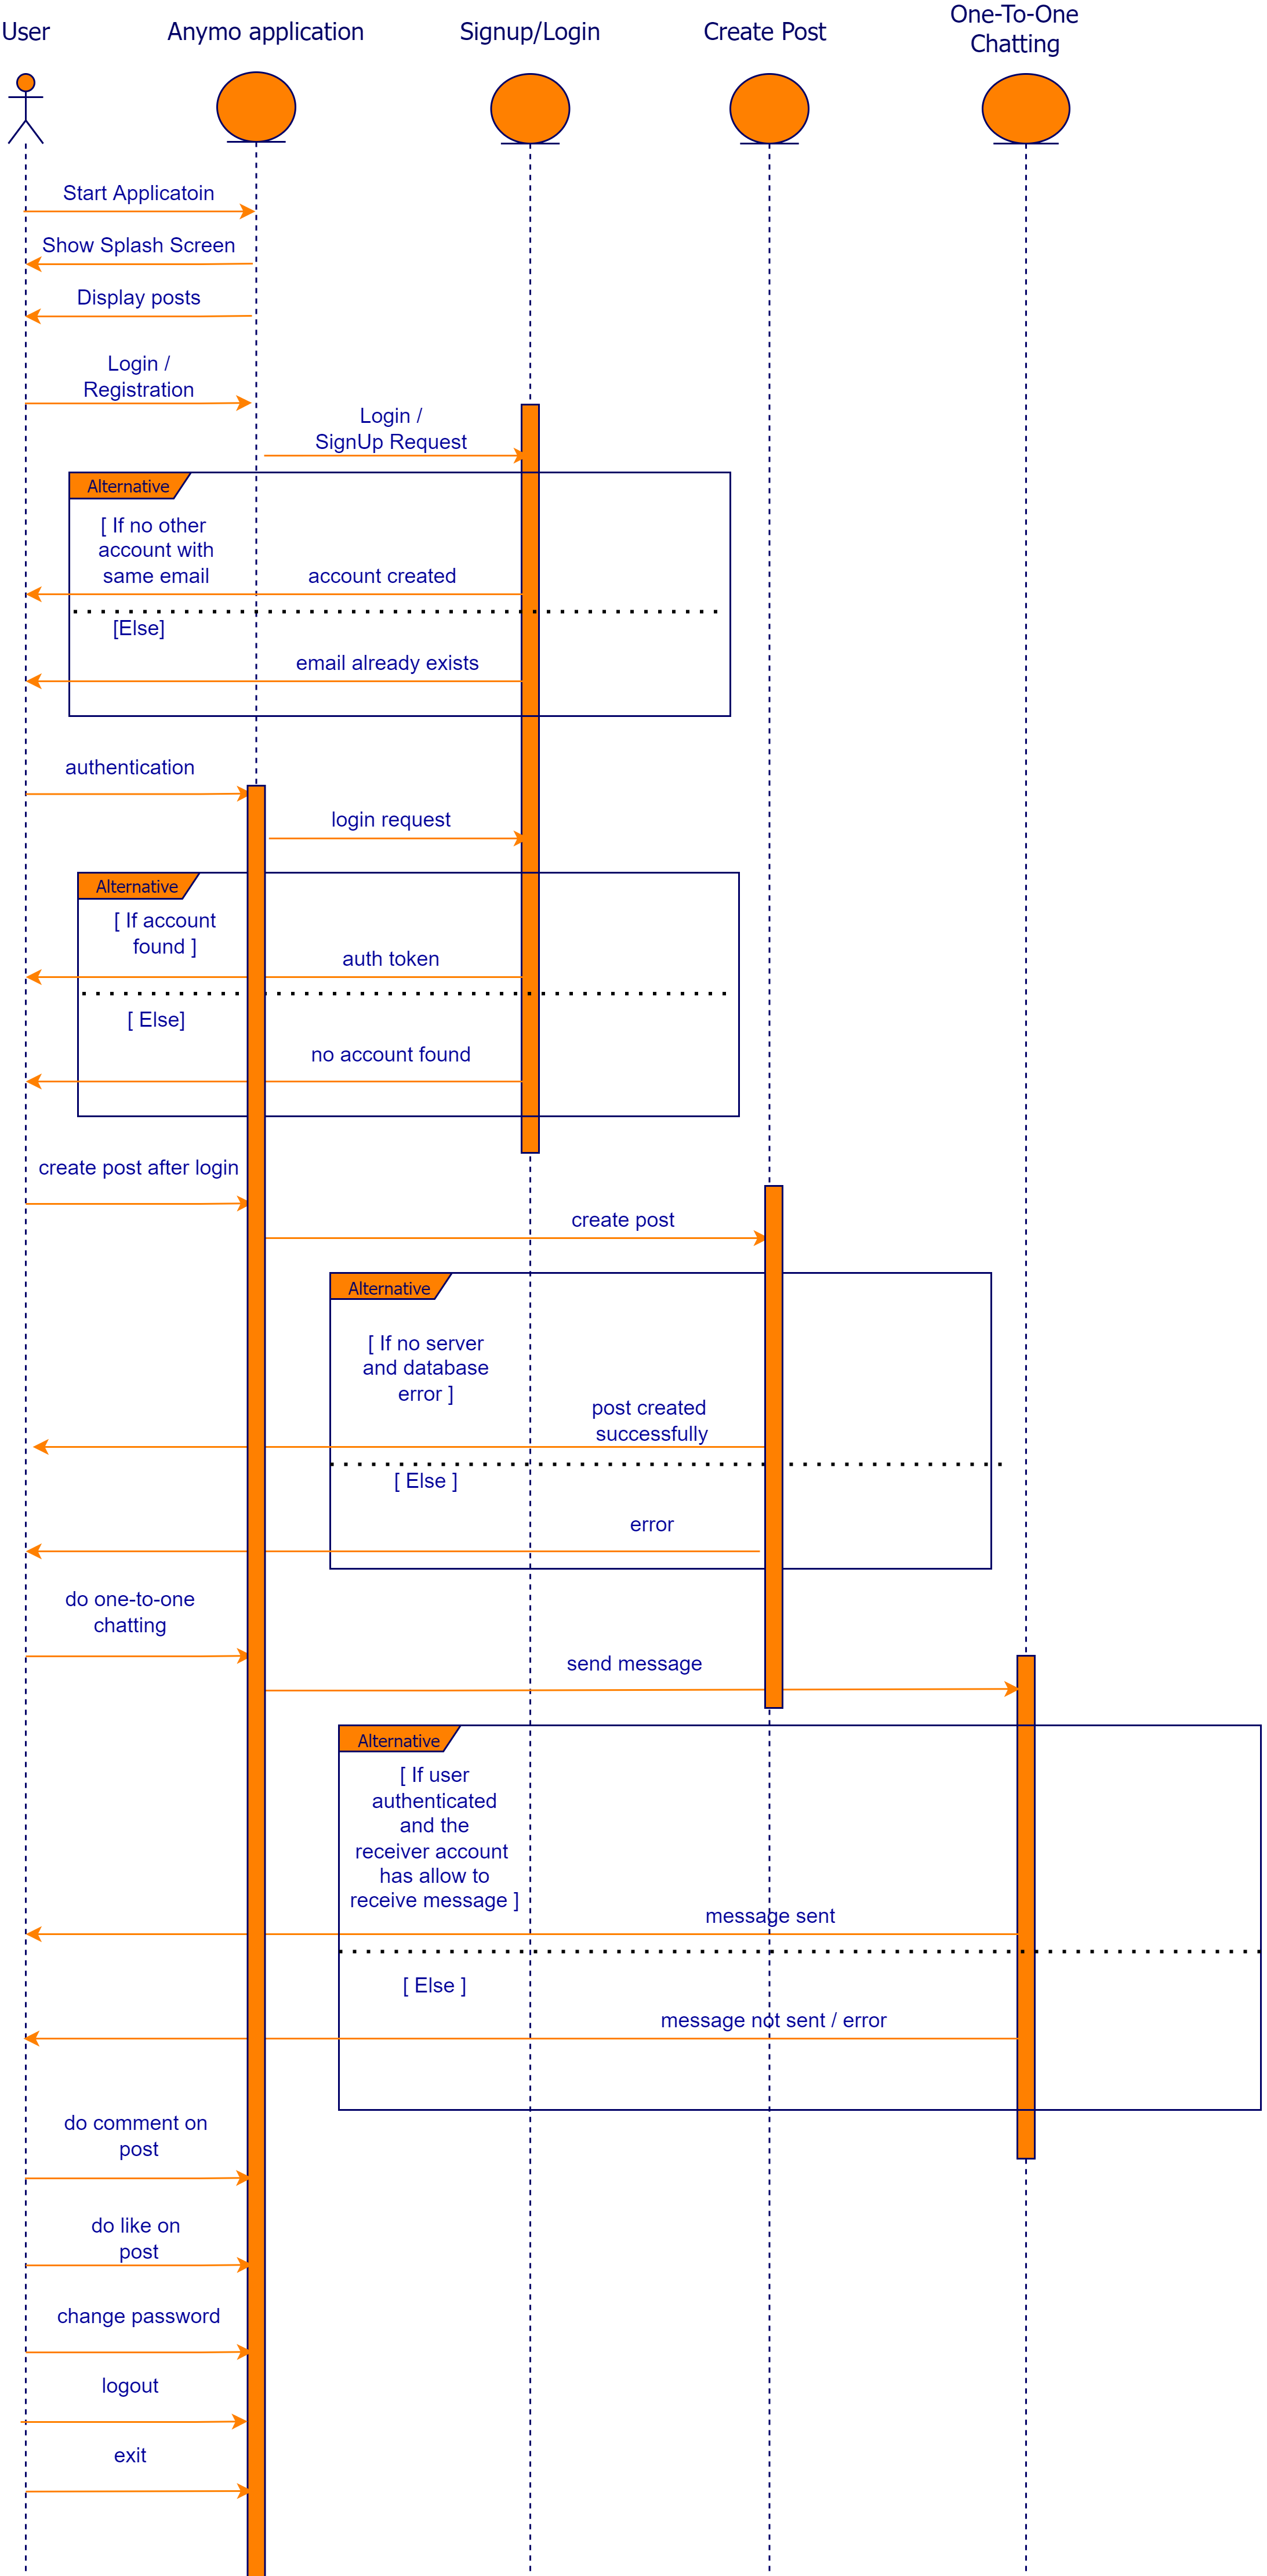 User
Anymo application
Signup/Login
Create Post
One-To-One
Chatting
Start Applicatoin
Show Splash Screen
Display posts
Login /
Registration
Login /
SignUp Request
Alternative
[ If no other
account with
same email
account created
[Else]
email already exists
authentication
login request
Alternative
[ If account
found ]
auth token
[ Else]
no account found
create post after login
create post
Alternative
[ If no server
and database
error ]
post created
successfully
[ Else ]
error
do one-to-one
chatting
send message
Alternative
[ If user
authenticated
and the
receiver account
has allow to
receive message ]
message sent
[ Else ]
message not sent / error
do comment on
post
do like on
post
change password
logout
exit